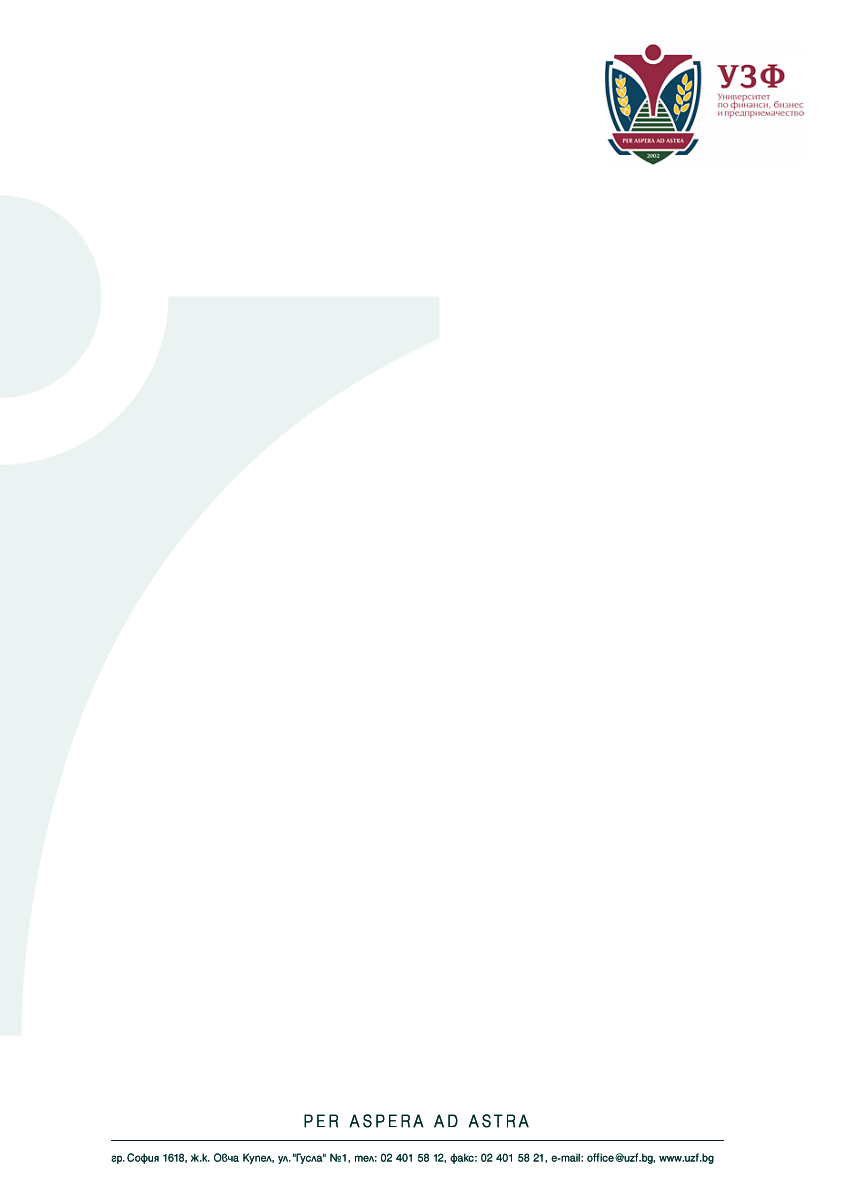 УЗФ
Университет
по финанси, бизнес
и предприемачество
PER ASPERA AD ASTRA
2002
PER ASPERA AD ASTRA
гр. София 1618, ж.к. Овча Купел, ул. "Гусла" №1, тел: 02 401 58 12, факс: 02 401 58 21, e-mail: office@uzf.bg, www.uzf.bg